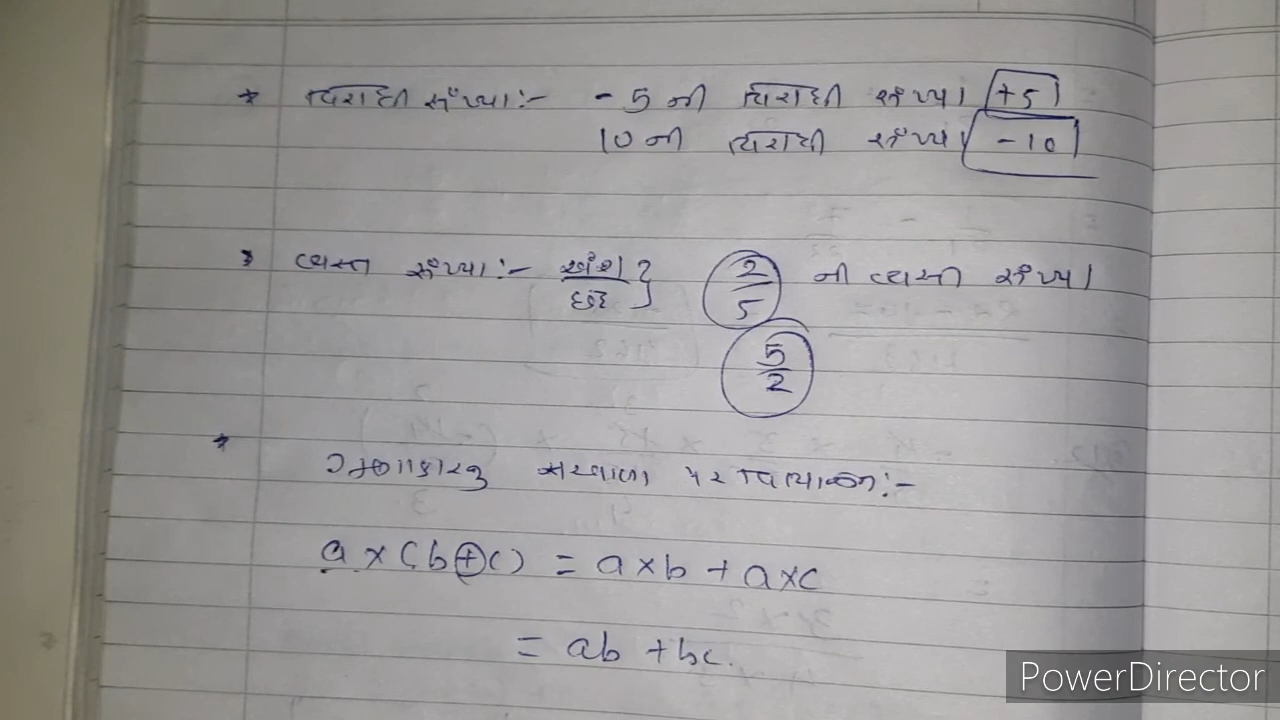 * વિરોધી સંખ્યા :- - 5 ની વિરોધી સંખ્યા +5
10 ની વિરોધી સંખ્યા - 10
* વ્યસ્ત સંખ્યા :- અંશ/છેદ } 2/5 ની વ્યસ્ત સંખ્યા
5/2
* ગુણાકારનું સરવાળા પર વિભાજન :-
a × (b + c) = a × b + a × c
= ab + bc.
PowerDirector